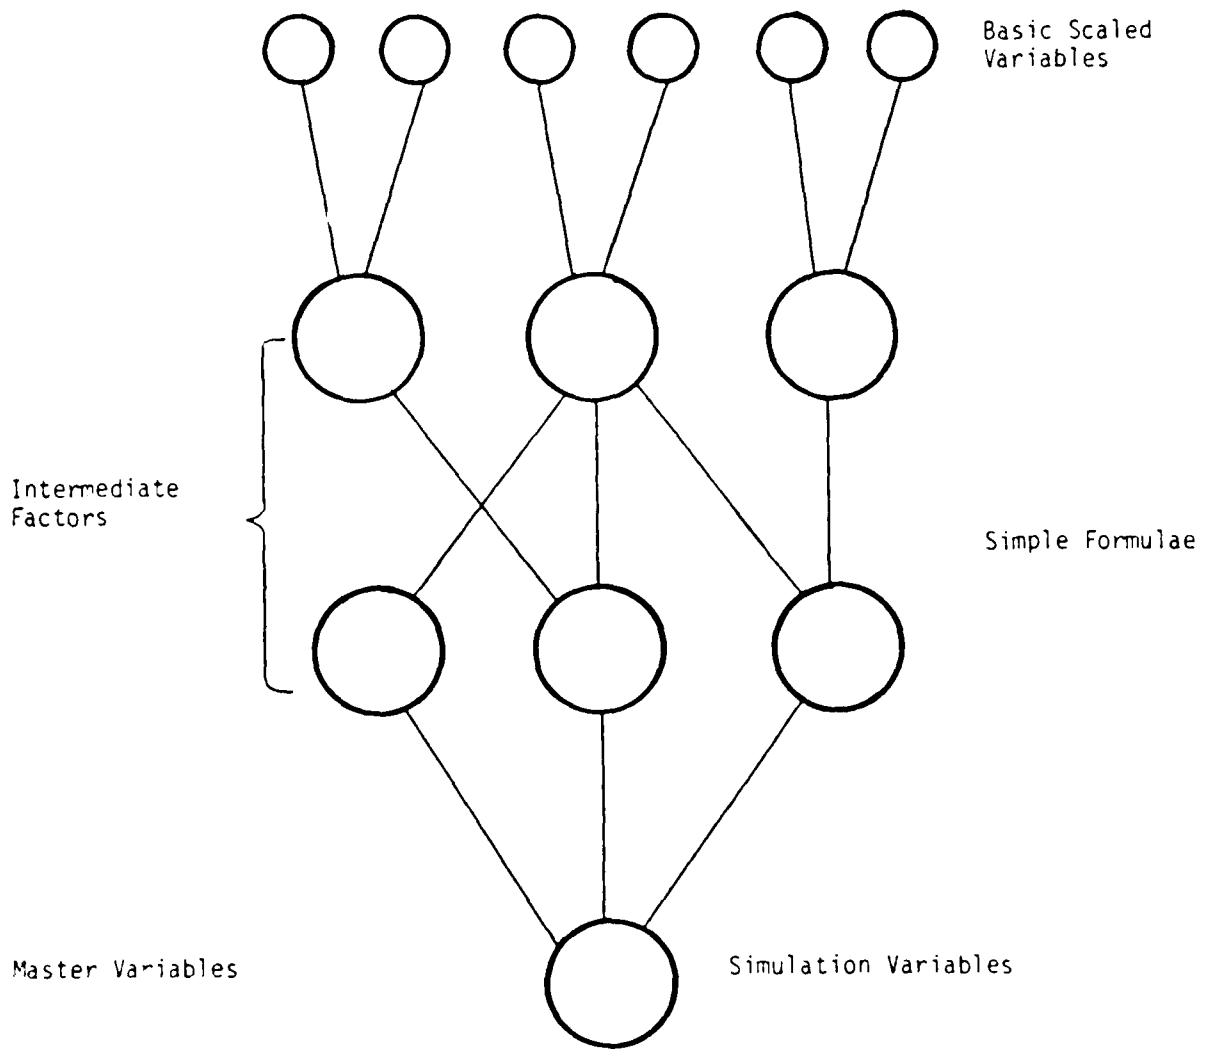 Basic Scaled
Variables
Intermediate
Factors
Simple Formulae
Master Variables
Simulation Variables